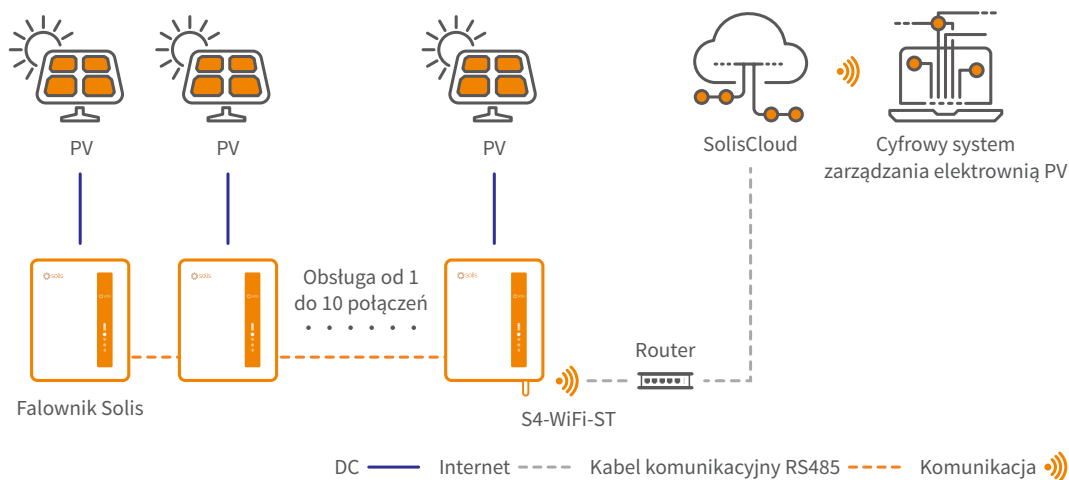 PV
PV
PV
SolisCloud
Cyfrowy system
zarządzania elektrownią PV
solis
solis
solis
Obsługa od 1
do 10 połączeń
Router
Falownik Solis
S4-WiFi-ST
DC
Internet
Kabel komunikacyjny RS485
Komunikacja